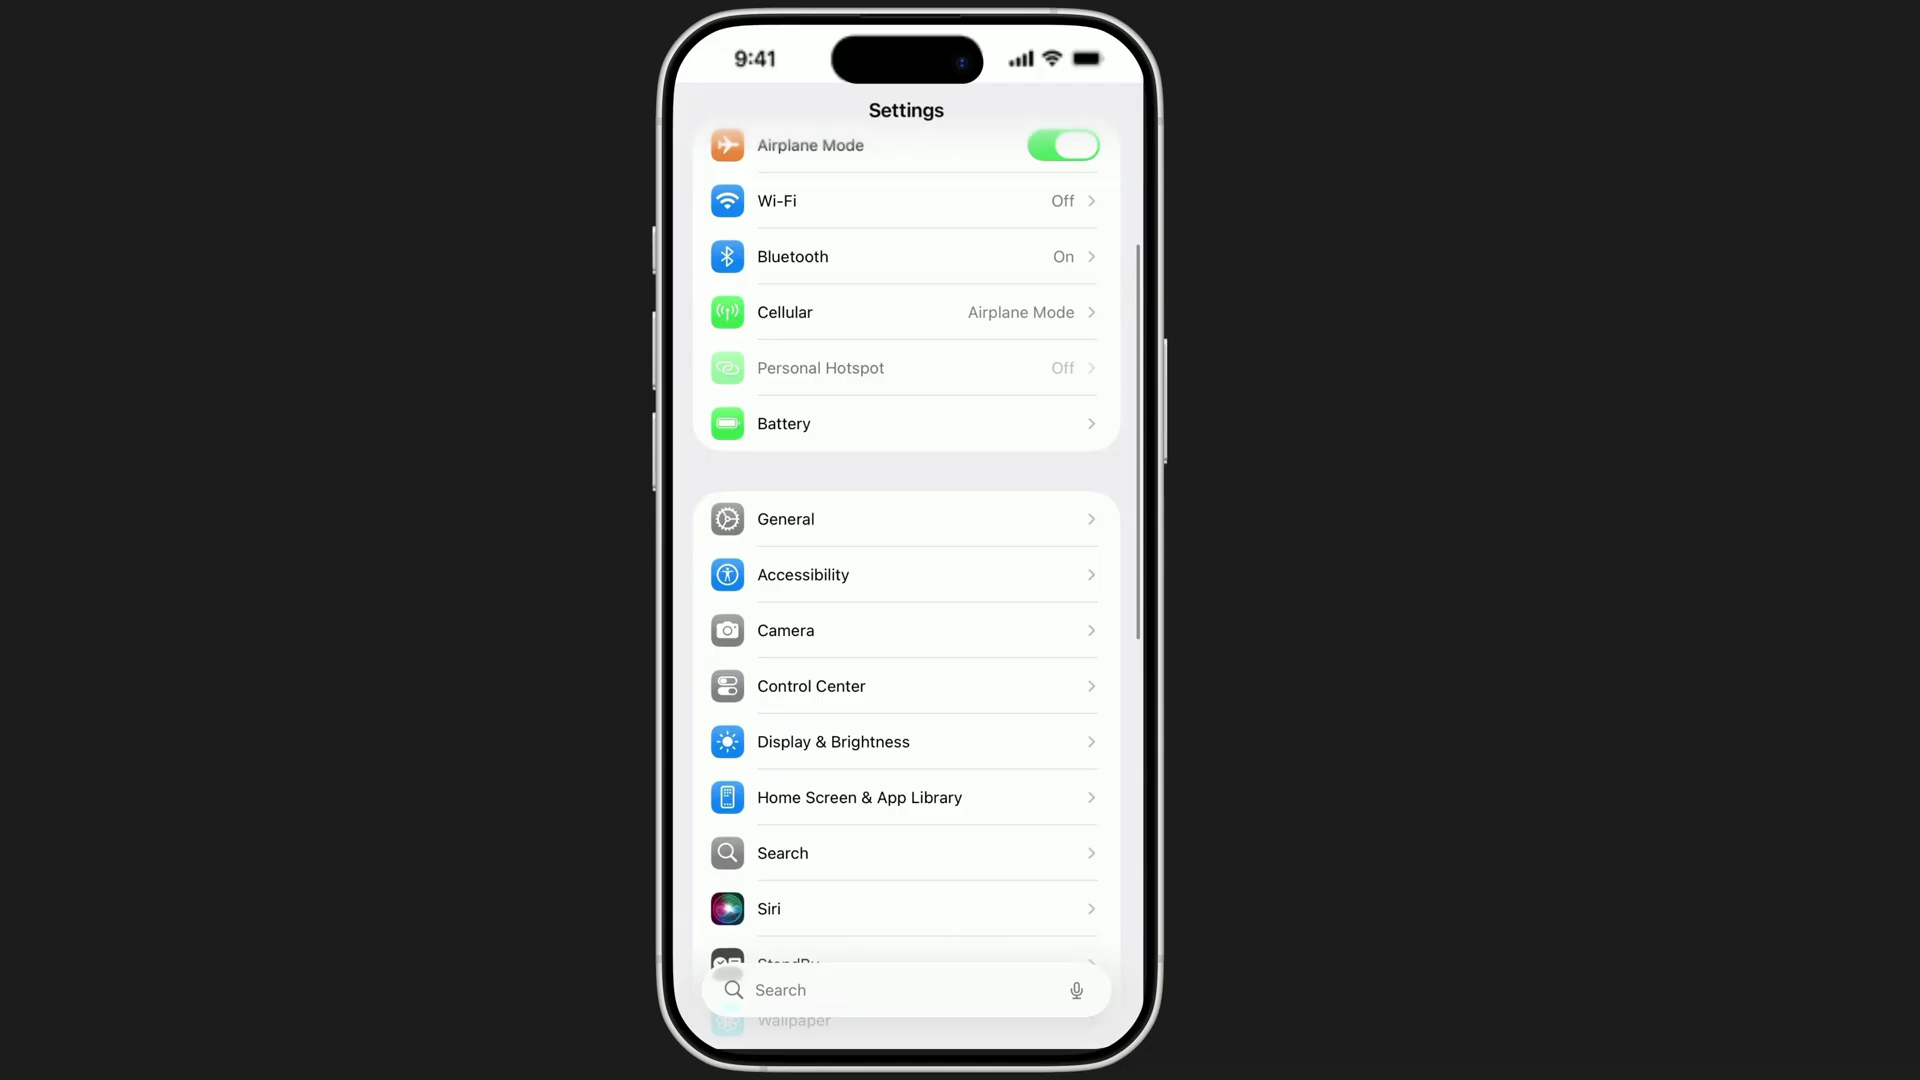 9:41
Settings
Airplane Mode
Wi-Fi Off
Bluetooth On
Cellular Airplane Mode
Personal Hotspot Off
Battery
General
Accessibility
Camera
Control Center
Display & Brightness
Home Screen & App Library
Search
Siri
StandBy
Search
Wallpaper